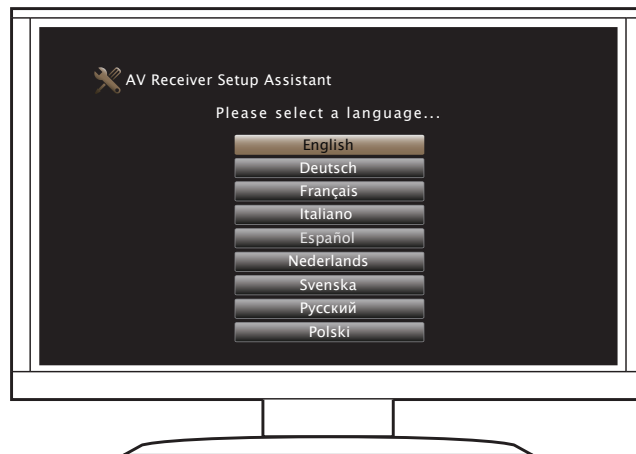 AV Receiver Setup Assistant
Please select a language...
English
Deutsch
Français
Italiano
Español
Nederlands
Svenska
Русский
Polski